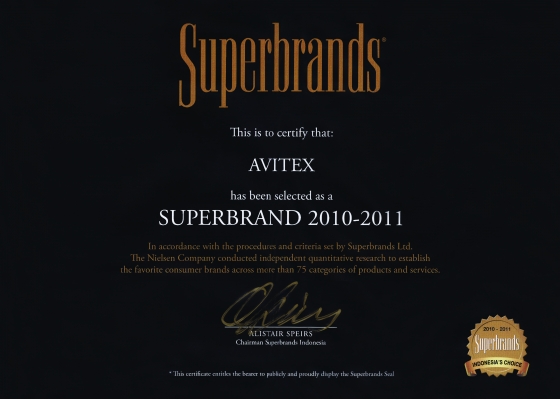 Superbrands®
This is to certify that:
AVITEX
has been selected as a
SUPERBRAND 2010-2011
In accordance with the procedures and criteria set by Superbrands Ltd.
The Nielsen Company conducted independent quantitative research to establish
the favorite consumer brands across more than 75 categories of products and services.
ALISTAIR SPEIRS
Chairman Superbrands Indonesia
2010 - 2011
Superbrands
INDONESIA'S CHOICE
* This certificate entitles the bearer to publicly and proudly display the Superbrands Seal